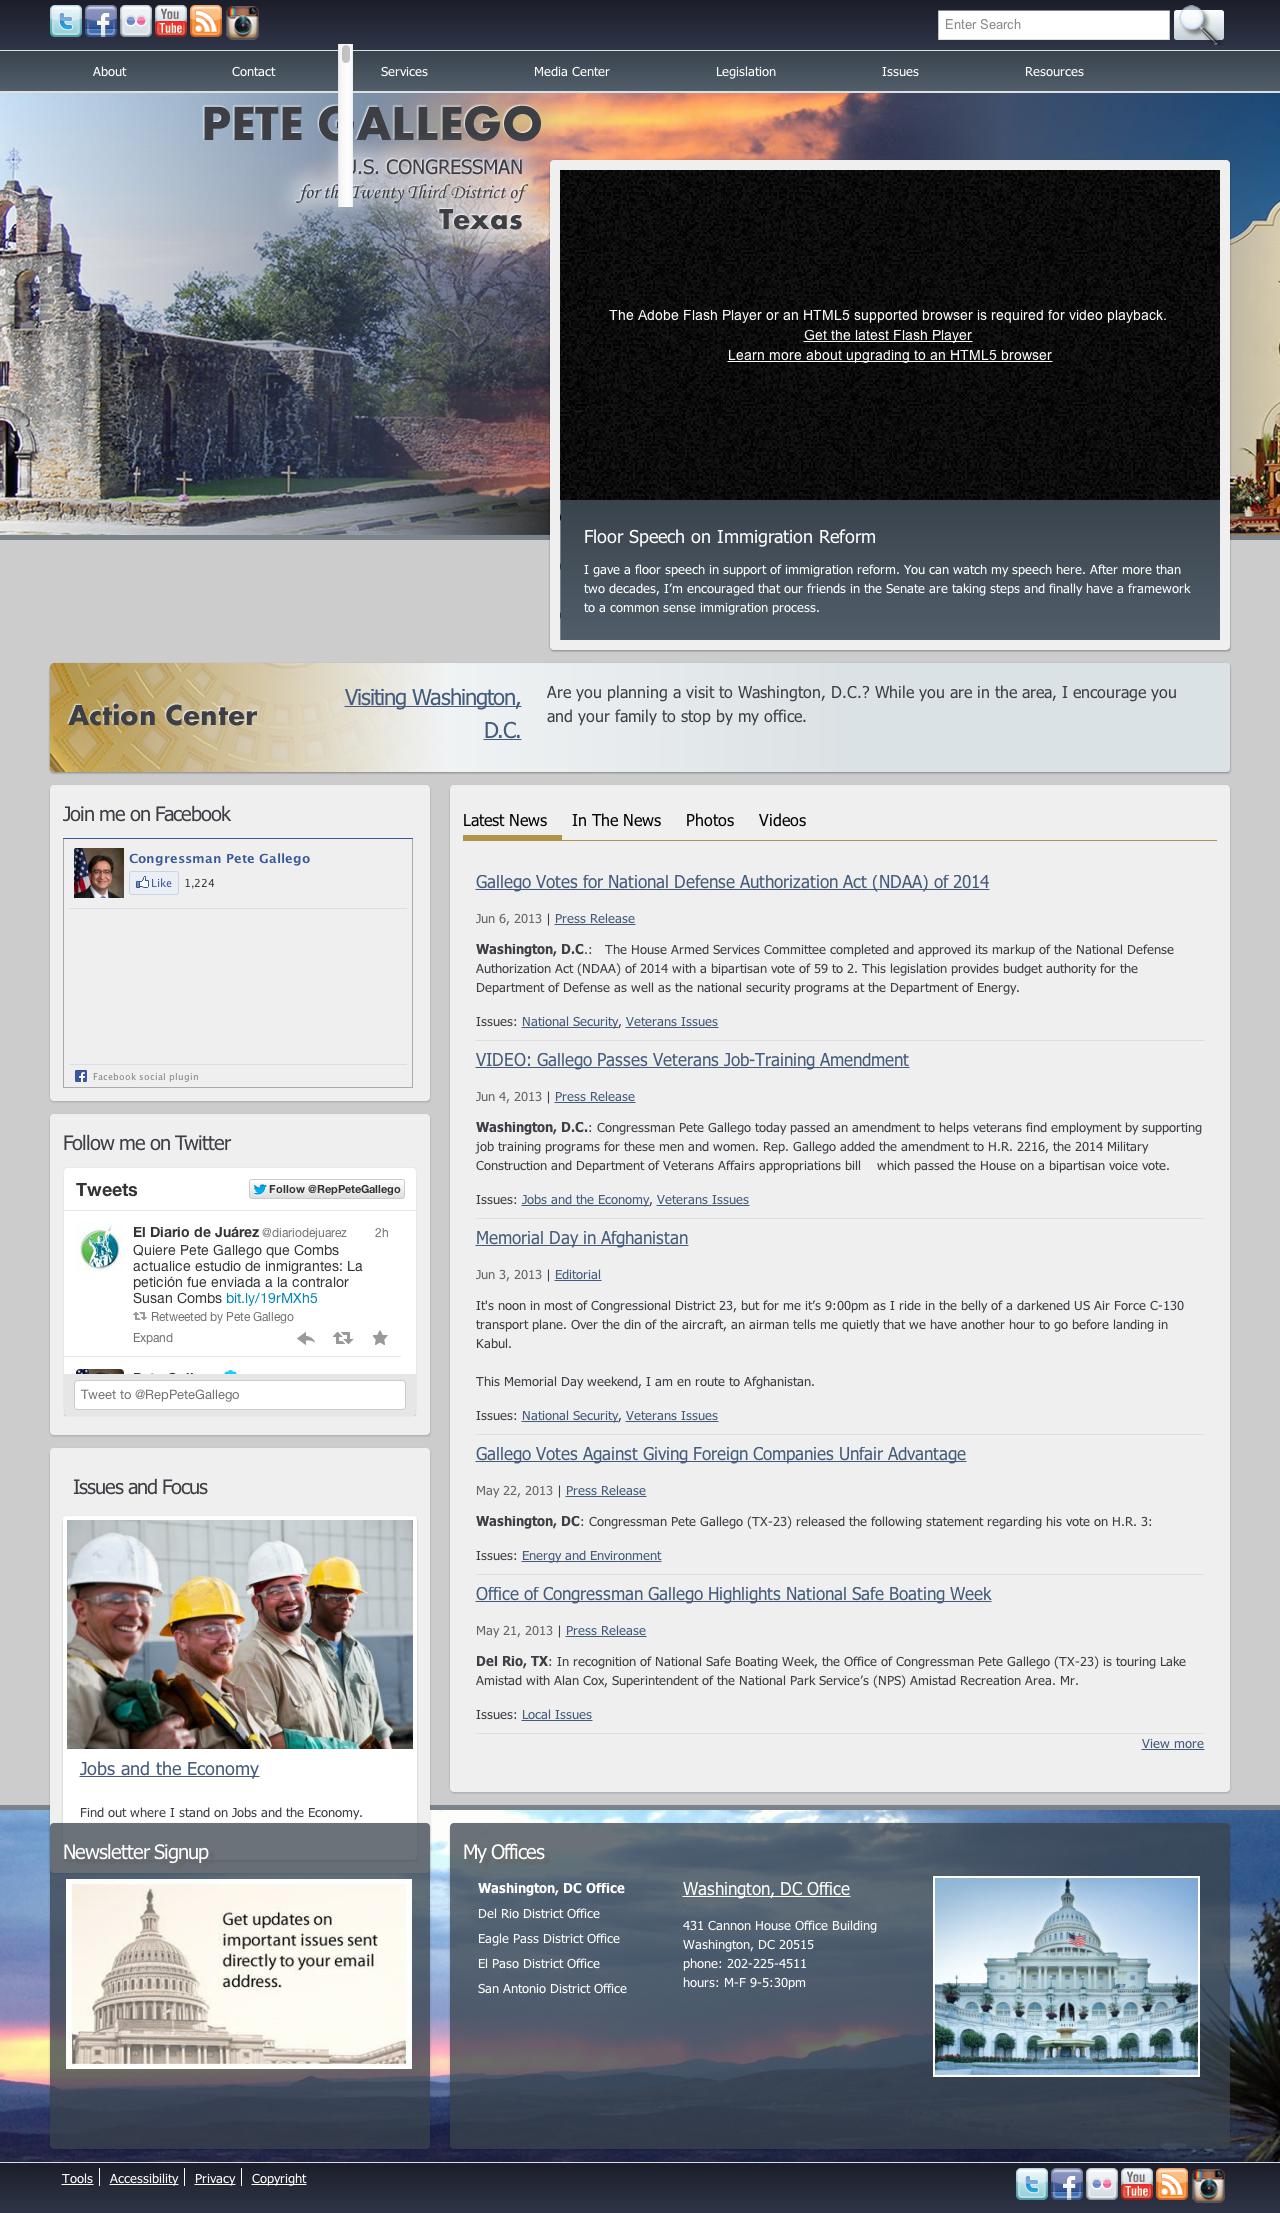 You
Tube
Enter Search
About Contact Services Media Center Legislation Issues Resources
PETE GALLEGO
U.S. CONGRESSMAN
for the Twenty Third District of
Texas
The Adobe Flash Player or an HTML5 supported browser is required for video playback.
Get the latest Flash Player
Learn more about upgrading to an HTML5 browser
Floor Speech on Immigration Reform
I gave a floor speech in support of immigration reform. You can watch my speech here. After more than
two decades, I’m encouraged that our friends in the Senate are taking steps and finally have a framework
to a common sense immigration process.
Action Center
Visiting Washington,
D.C.
Are you planning a visit to Washington, D.C.? While you are in the area, I encourage you
and your family to stop by my office.
Join me on Facebook
Congressman Pete Gallego
Like 1,224
Facebook social plugin
Follow me on Twitter
Tweets
Follow @RepPeteGallego
El Diario de Juárez @diariodejuarez 2h
Quiere Pete Gallego que Combs
actualice estudio de inmigrantes: La
petición fue enviada a la contralor
Susan Combs bit.ly/19rMXh5
Retweeted by Pete Gallego
Expand
Tweet to @RepPeteGallego
Issues and Focus
Jobs and the Economy
Find out where I stand on Jobs and the Economy.
Latest News In The News Photos Videos
Gallego Votes for National Defense Authorization Act (NDAA) of 2014
Jun 6, 2013 | Press Release
Washington, D.C.: The House Armed Services Committee completed and approved its markup of the National Defense
Authorization Act (NDAA) of 2014 with a bipartisan vote of 59 to 2. This legislation provides budget authority for the
Department of Defense as well as the national security programs at the Department of Energy.
Issues: National Security, Veterans Issues
VIDEO: Gallego Passes Veterans Job-Training Amendment
Jun 4, 2013 | Press Release
Washington, D.C.: Congressman Pete Gallego today passed an amendment to helps veterans find employment by supporting
job training programs for these men and women. Rep. Gallego added the amendment to H.R. 2216, the 2014 Military
Construction and Department of Veterans Affairs appropriations bill which passed the House on a bipartisan voice vote.
Issues: Jobs and the Economy, Veterans Issues
Memorial Day in Afghanistan
Jun 3, 2013 | Editorial
It's noon in most of Congressional District 23, but for me it’s 9:00pm as I ride in the belly of a darkened US Air Force C-130
transport plane. Over the din of the aircraft, an airman tells me quietly that we have another hour to go before landing in
Kabul.
This Memorial Day weekend, I am en route to Afghanistan.
Issues: National Security, Veterans Issues
Gallego Votes Against Giving Foreign Companies Unfair Advantage
May 22, 2013 | Press Release
Washington, DC: Congressman Pete Gallego (TX-23) released the following statement regarding his vote on H.R. 3:
Issues: Energy and Environment
Office of Congressman Gallego Highlights National Safe Boating Week
May 21, 2013 | Press Release
Del Rio, TX: In recognition of National Safe Boating Week, the Office of Congressman Pete Gallego (TX-23) is touring Lake
Amistad with Alan Cox, Superintendent of the National Park Service’s (NPS) Amistad Recreation Area. Mr.
Issues: Local Issues
View more
Newsletter Signup
Get updates on
important issues sent
directly to your email
address.
My Offices
Washington, DC Office
Del Rio District Office
Eagle Pass District Office
El Paso District Office
San Antonio District Office
Washington, DC Office
431 Cannon House Office Building
Washington, DC 20515
phone: 202-225-4511
hours: M-F 9-5:30pm
Tools | Accessibility | Privacy | Copyright
You
Tube